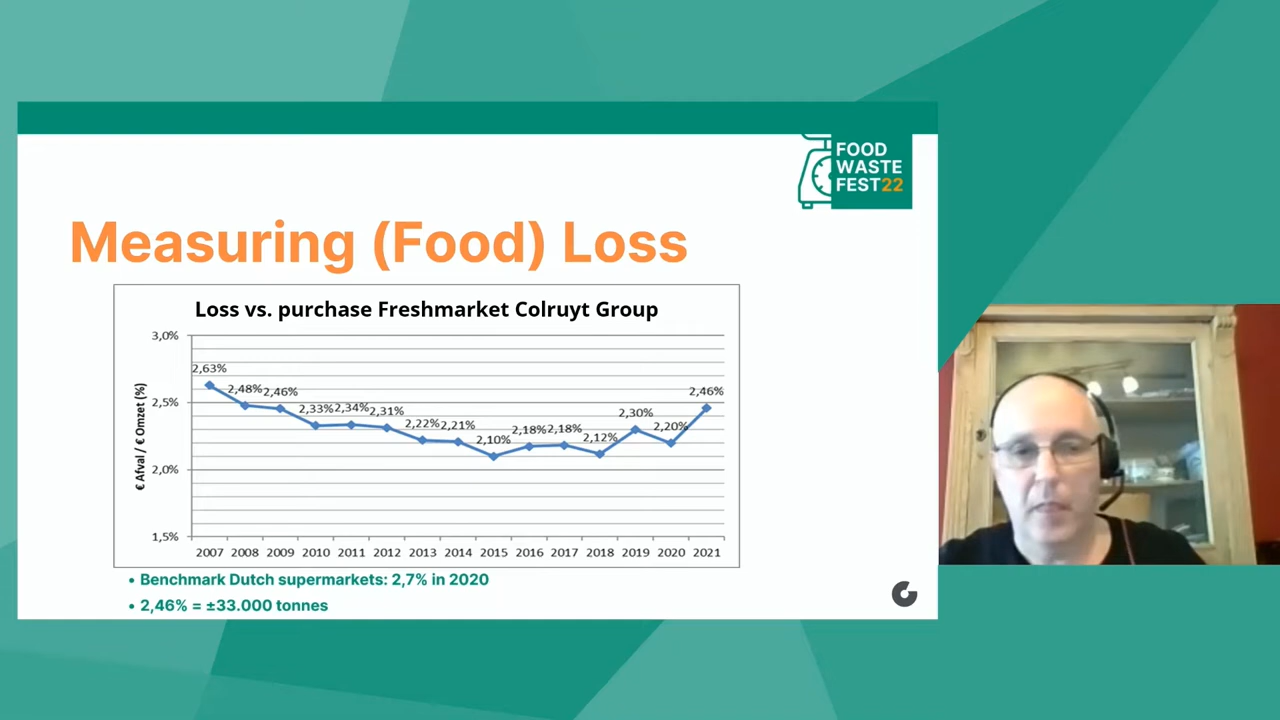 FOOD
WASTE
FEST22
Measuring (Food) Loss
Loss vs. purchase Freshmarket Colruyt Group
€ Afval / € Omzet (%)
3,0%
2,5%
2,0%
1,5%
2,63%
2,48%
2,46%
2,33%
2,34%
2,31%
2,22%
2,21%
2,10%
2,18%
2,18%
2,12%
2,30%
2,20%
2,46%
2007 2008 2009 2010 2011 2012 2013 2014 2015 2016 2017 2018 2019 2020 2021
• Benchmark Dutch supermarkets: 2,7% in 2020
• 2,46% = ±33.000 tonnes